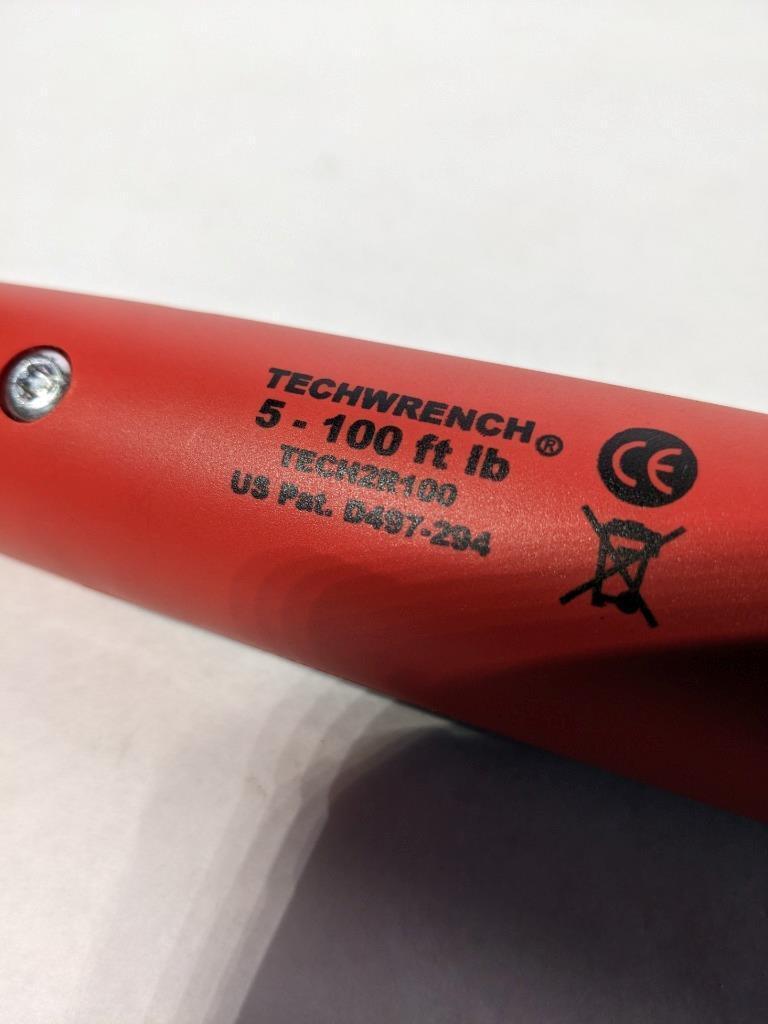 TECHWRENCH®
5 - 100 ft lb
TECH2R100
US Pat. D497-294
CE